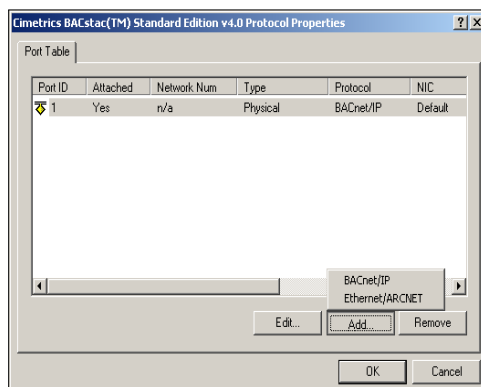 Cimetrics BACstac(TM) Standard Edition v4.0 Protocol Properties
Port Table
Port ID Attached Network Num Type Protocol NIC
1 Yes n/a Physical BACnet/IP Default
BACnet/IP
Ethernet/ARCNET
Edit... Add... Remove
OK Cancel